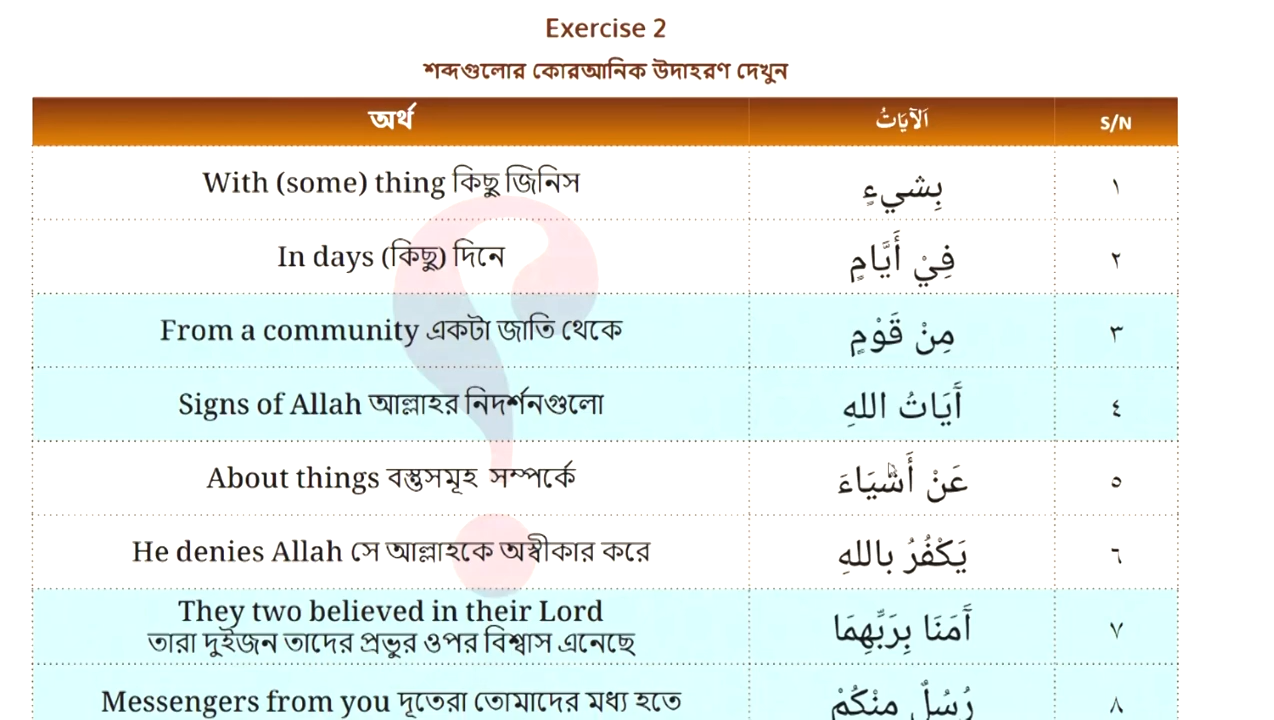 Exercise 2
শব্দগুলোর কোরআনিক উদাহরণ দেখুন
অর্থ اَلآيَاتُ S/N
With (some) thing কিছু জিনিস بِشيءٍ ١
In days (কিছু) দিনে فِيْ أَيَّامٍ ٢
From a community একটা জাতি থেকে مِنْ قَوْمٍ ٣
Signs of Allah আল্লাহর নিদর্শনগুলো أَيَاتُ اللهِ ٤
About things বস্তুসমূহ সম্পর্কে عَنْ أَشْيَاءَ ٥
He denies Allah সে আল্লাহকে অস্বীকার করে يَكْفُرُ باللهِ ٦
They two believed in their Lord
তারা দুইজন তাদের প্রভুর ওপর বিশ্বাস এনেছে أَمَنَا بِرَبِّهِمَا ٧
Messengers from you দূতেরা তোমাদের মধ্য হতে رُسُلٌ مِنْكُمْ ٨